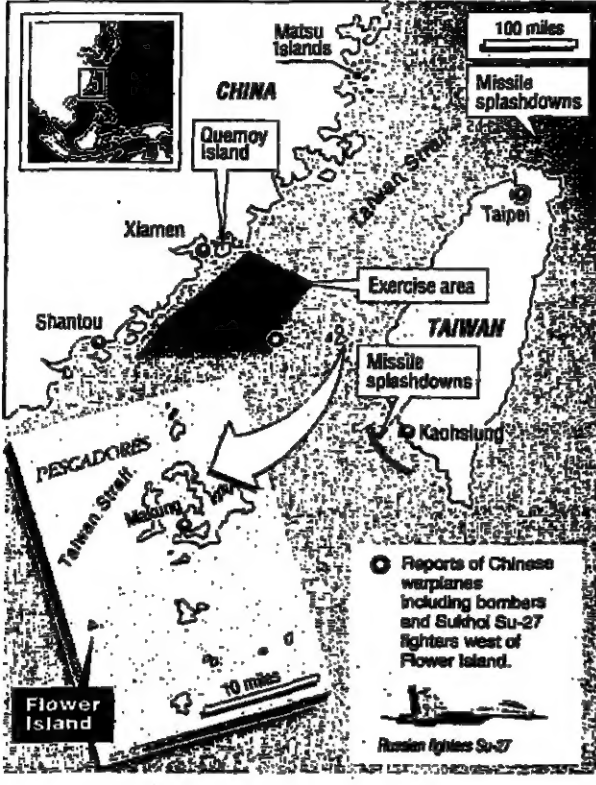 Matsu
Islands
100 miles
CHINA
Missile
splashdowns
Quemoy
Island
Taiwan Strait
Taipei
Xiamen
Exercise area
Shantou
TAIWAN
Missile
splashdowns
Kaohsiung
PESCADORES
Taiwan Strait
Makung
10 miles
Flower
Island
Reports of Chinese
warplanes
including bombers
and Sukhoi Su-27
fighters west of
Flower Island.
Russian fighters Su-27